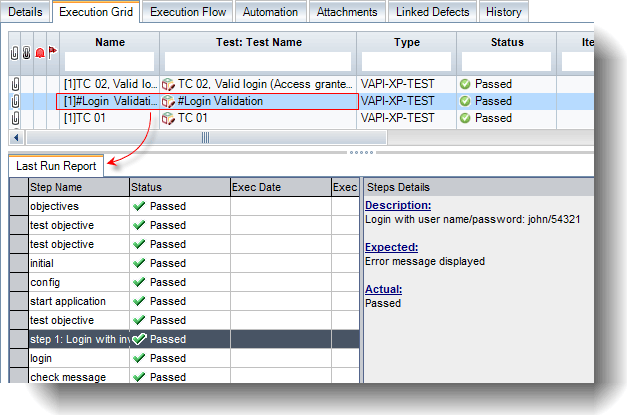 Details Execution Grid Execution Flow Automation Attachments Linked Defects History
Name Test: Test Name Type Status Ite
[1]TC 02, Valid lo... TC 02, Valid login (Access grante... VAPI-XP-TEST Passed
[1]#Login Validati... #Login Validation VAPI-XP-TEST Passed
[1]TC 01 TC 01 VAPI-XP-TEST Passed
Last Run Report
Step Name Status Exec Date Exec
objectives Passed
test objective Passed
test objective Passed
initial Passed
config Passed
start application Passed
test objective Passed
step 1: Login with inv Passed
login Passed
check message Passed
Steps Details
Description:
Login with user name/password: john/54321
Expected:
Error message displayed
Actual:
Passed